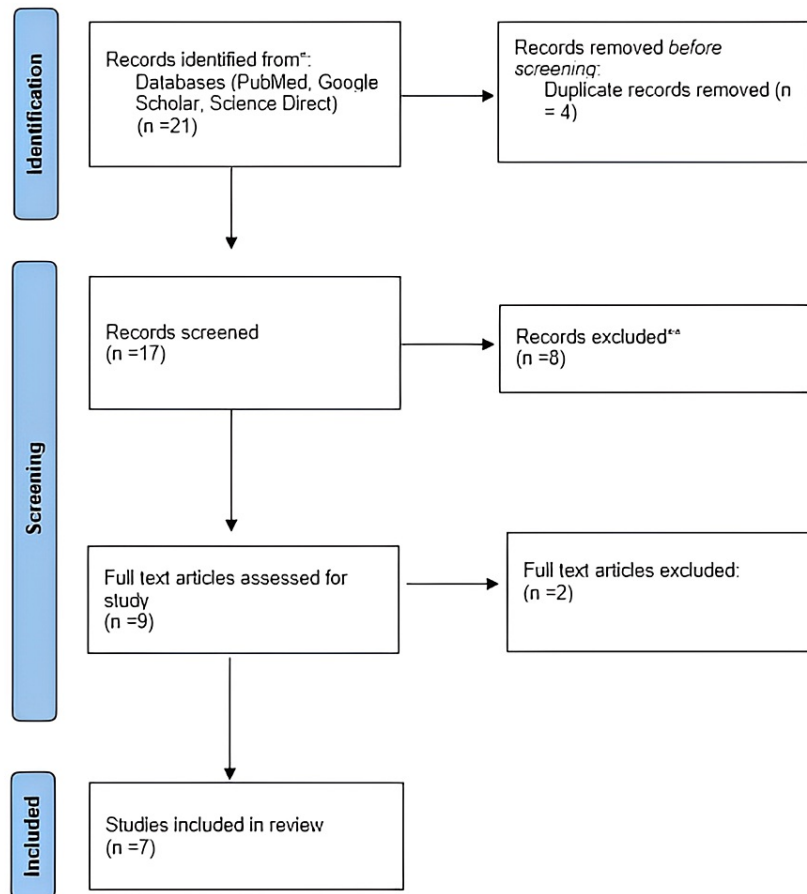 Identification
Records identified from*:
Databases (PubMed, Google
Scholar, Science Direct)
(n =21)
Records removed before
screening:
Duplicate records removed (n
= 4)
Screening
Records screened
(n =17)
Records excluded**
(n =8)
Full text articles assessed for
study
(n =9)
Full text articles excluded:
(n =2)
Included
Studies included in review
(n =7)